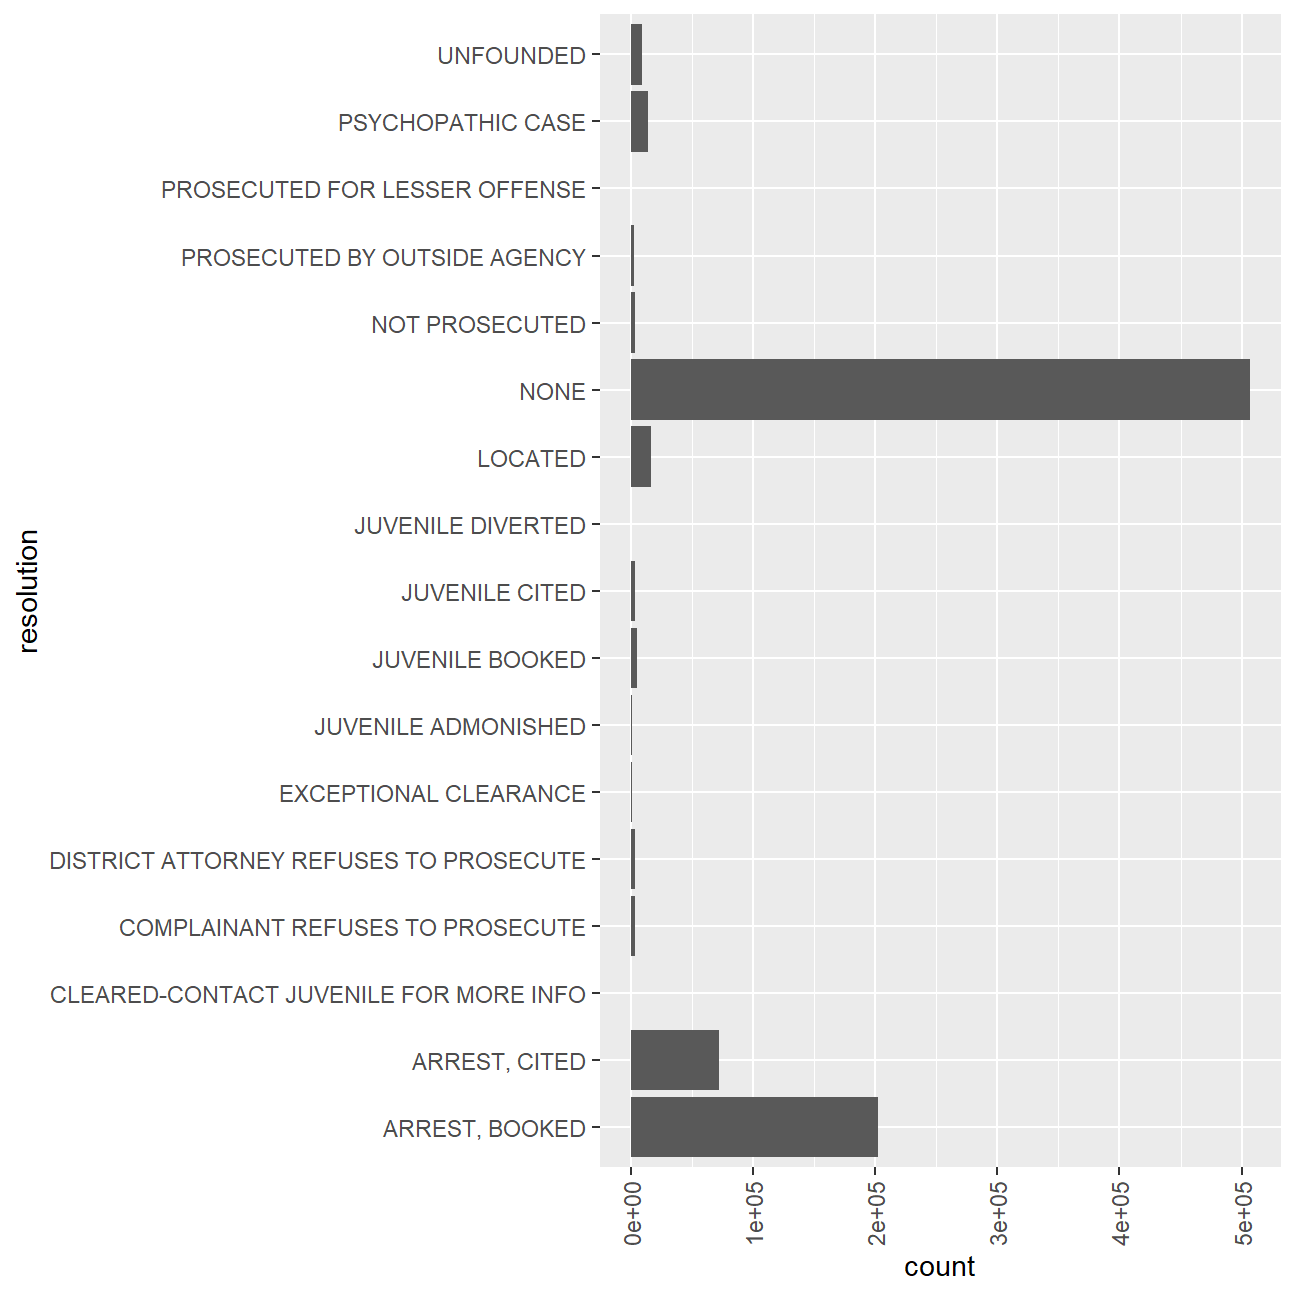 UNFOUNDED
PSYCHOPATHIC CASE
PROSECUTED FOR LESSER OFFENSE
PROSECUTED BY OUTSIDE AGENCY
NOT PROSECUTED
NONE
LOCATED
JUVENILE DIVERTED
JUVENILE CITED
JUVENILE BOOKED
JUVENILE ADMONISHED
EXCEPTIONAL CLEARANCE
DISTRICT ATTORNEY REFUSES TO PROSECUTE
COMPLAINANT REFUSES TO PROSECUTE
CLEARED-CONTACT JUVENILE FOR MORE INFO
ARREST, CITED
ARREST, BOOKED
resolution
0e+00
1e+05
2e+05
3e+05
4e+05
5e+05
count